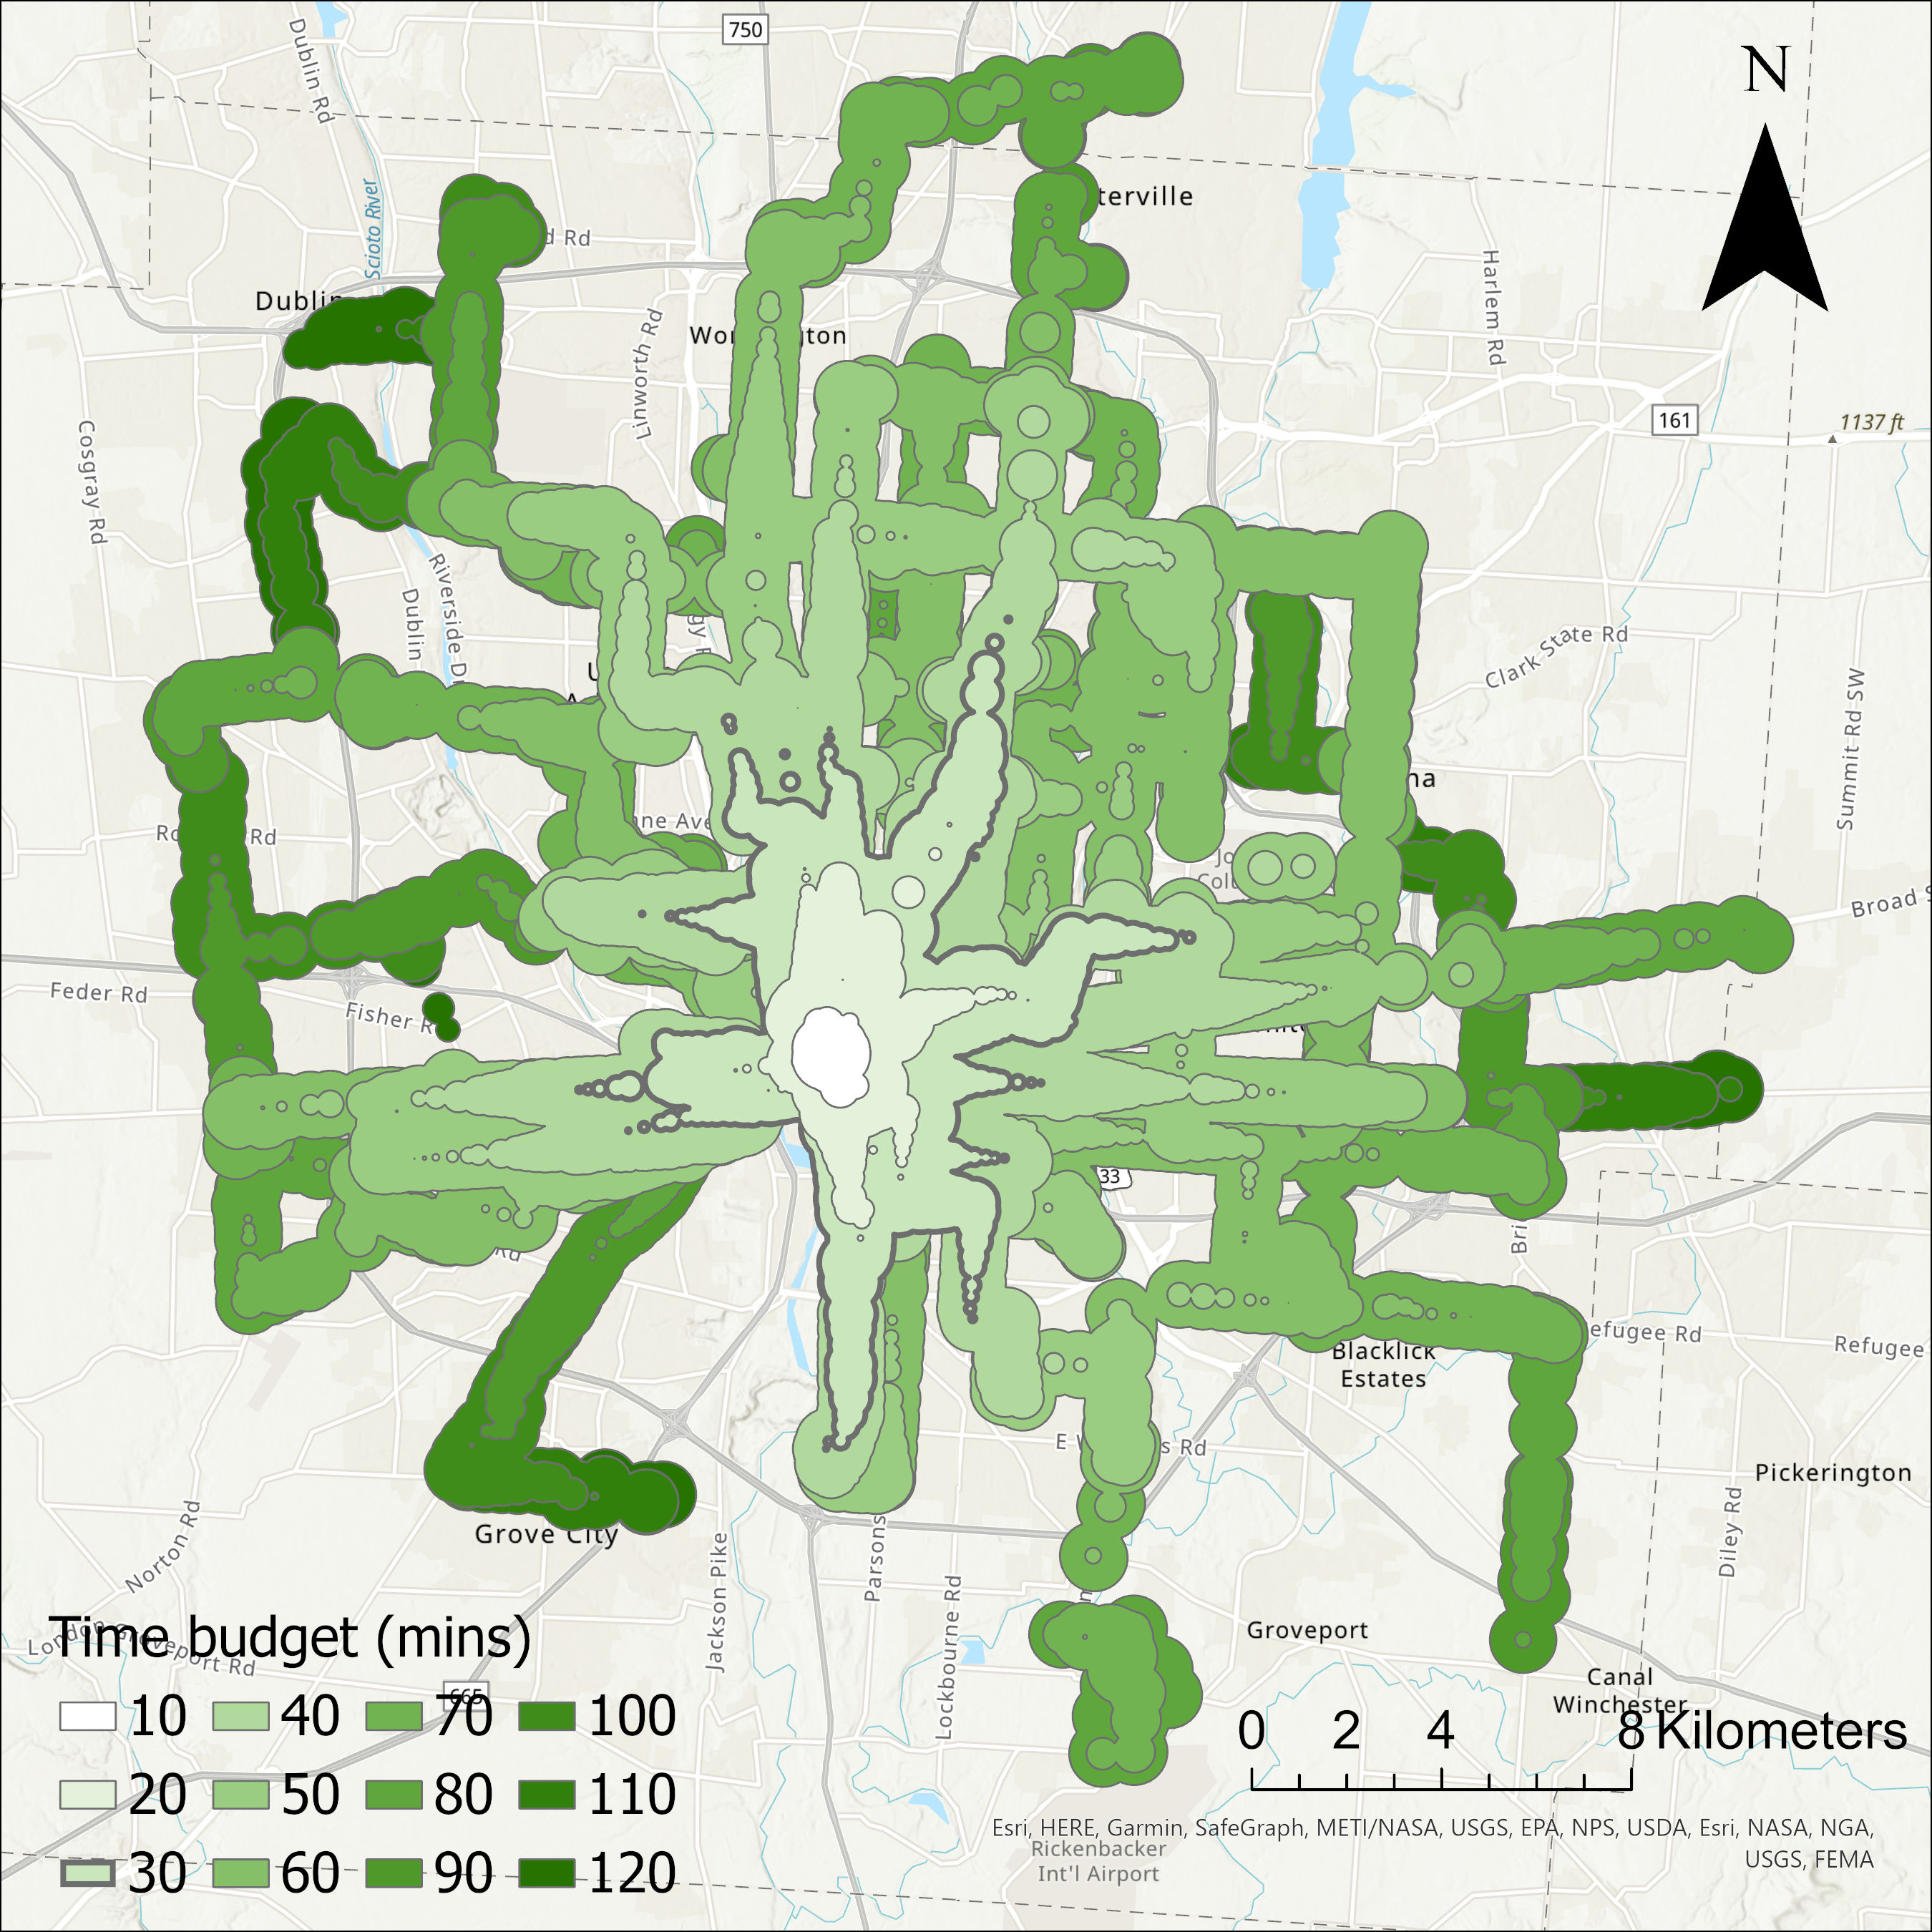 750
N
Dublin Rd
Scioto River
terville
d Rd
Harlem Rd
Dublin
Linworth Rd
Wor
gton
161
1137 ft
Cosgray Rd
Riverside D
Dublin
gy
Clark State Rd
Summit Rd SW
na
ane Ave
Rd
Jo
Col
Broad
Feder Rd
Fisher R
33
Rd
Bri
efugee Rd
Refugee
Blacklick
Estates
E W
s Rd
Pickerington
Grove City
Norton Rd
Jackson Pike
Parsons
Diley Rd
Lockbourne Rd
Groveport
London Groveport Rd
Time budget (mins)
Canal
Winchester
665
10 40 70 100
0 2 4 8 Kilometers
20 50 80 110
Esri, HERE, Garmin, SafeGraph, METI/NASA, USGS, EPA, NPS, USDA, Esri, NASA, NGA,
USGS, FEMA
Rickenbacker
Int'l Airport
30 60 90 120